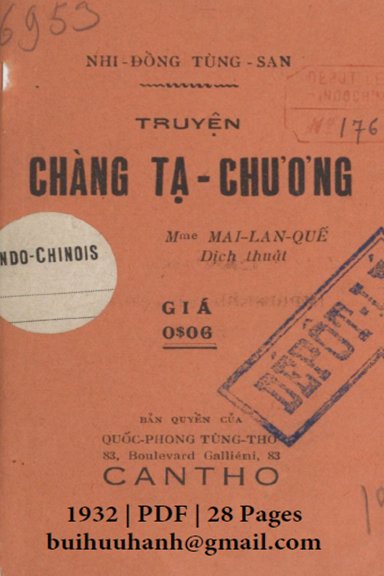 6953
NHI-ĐỒNG TÙNG-SAN
DEPOT LEGAL
INDOCHINE
Nº 176
TRUYỆN
CHÀNG TẠ-CHƯƠNG
Mme MAI-LAN-QUẾ
Dịch thuật
NDO-CHINOIS
GIÁ
0$06
DÉPÔT-LÉ
BẢN QUYỀN CỦA
QUỐC-PHONG TÙNG-THƠ
83, Boulevard Galliéni, 83
CANTHO
1932 | PDF | 28 Pages
buihuuhanh@gmail.com